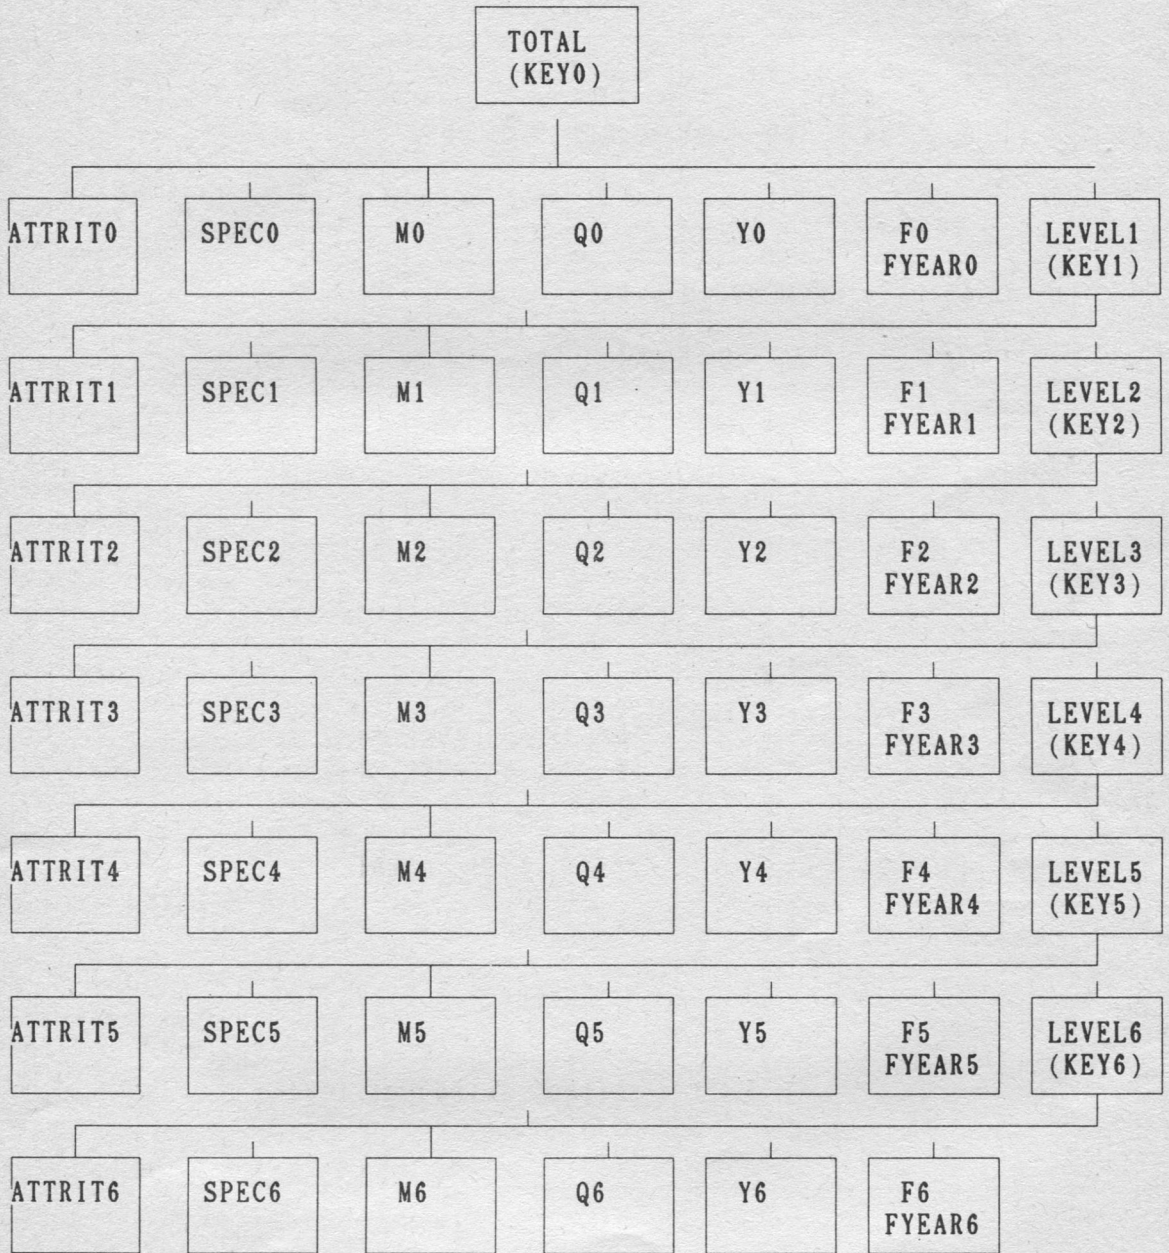 TOTAL
(KEY0)
ATTRIT0 SPEC0 M0 Q0 Y0 F0 LEVEL1
FYEAR0 (KEY1)
ATTRIT1 SPEC1 M1 Q1 Y1 F1 LEVEL2
FYEAR1 (KEY2)
ATTRIT2 SPEC2 M2 Q2 Y2 F2 LEVEL3
FYEAR2 (KEY3)
ATTRIT3 SPEC3 M3 Q3 Y3 F3 LEVEL4
FYEAR3 (KEY4)
ATTRIT4 SPEC4 M4 Q4 Y4 F4 LEVEL5
FYEAR4 (KEY5)
ATTRIT5 SPEC5 M5 Q5 Y5 F5 LEVEL6
FYEAR5 (KEY6)
ATTRIT6 SPEC6 M6 Q6 Y6 F6
FYEAR6